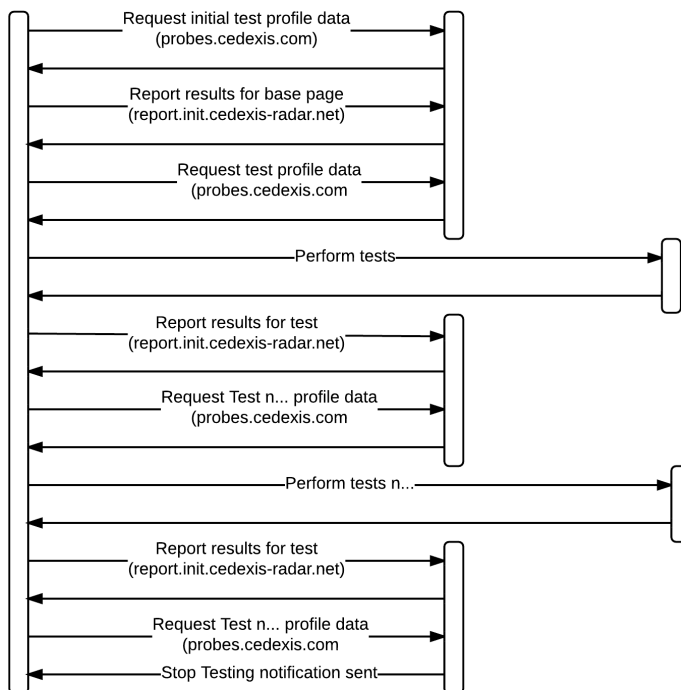 Request initial test profile data
(probes.cedexis.com)
Report results for base page
(report.init.cedexis-radar.net)
Request test profile data
(probes.cedexis.com
Perform tests
Report results for test
(report.init.cedexis-radar.net)
Request Test n... profile data
(probes.cedexis.com
Perform tests n...
Report results for test
(report.init.cedexis-radar.net)
Request Test n... profile data
(probes.cedexis.com
Stop Testing notification sent